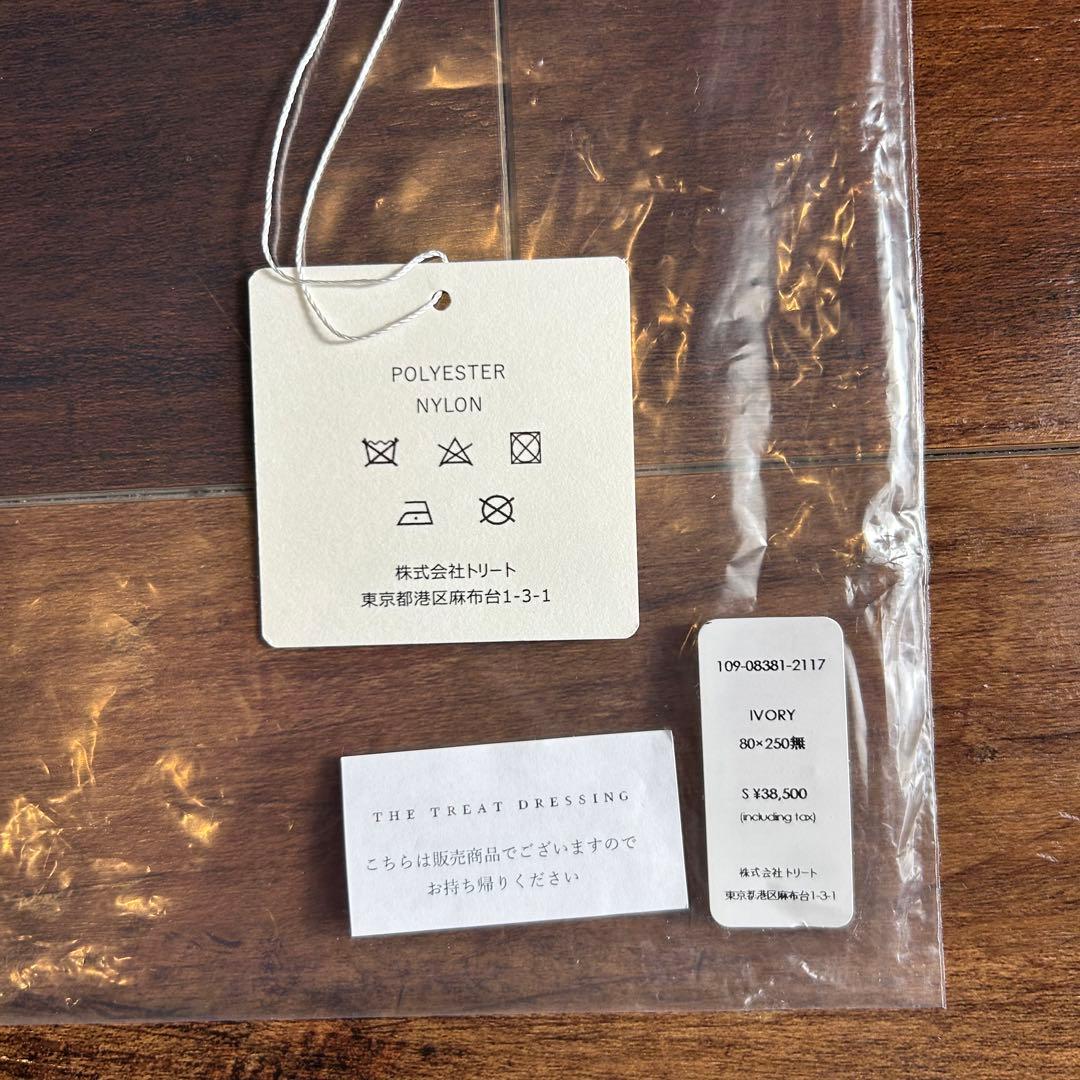 POLYESTER
NYLON
株式会社トリート
東京都港区麻布台1-3-1
109-08381-2117
IVORY
80×250無
S ¥38,500
(including tax)
株式会社トリート
東京都港区麻布台1-3-1
THE TREAT DRESSING
こちらは販売商品でございますので
お持ち帰りください